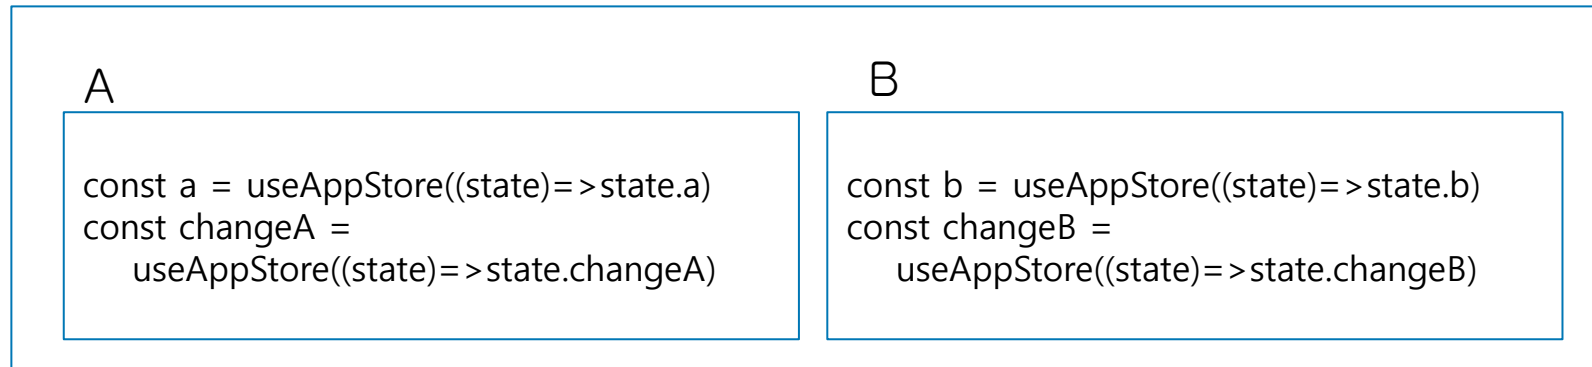 A
const a = useAppStore((state)=>state.a)
const changeA =
useAppStore((state)=>state.changeA)
B
const b = useAppStore((state)=>state.b)
const changeB =
useAppStore((state)=>state.changeB)